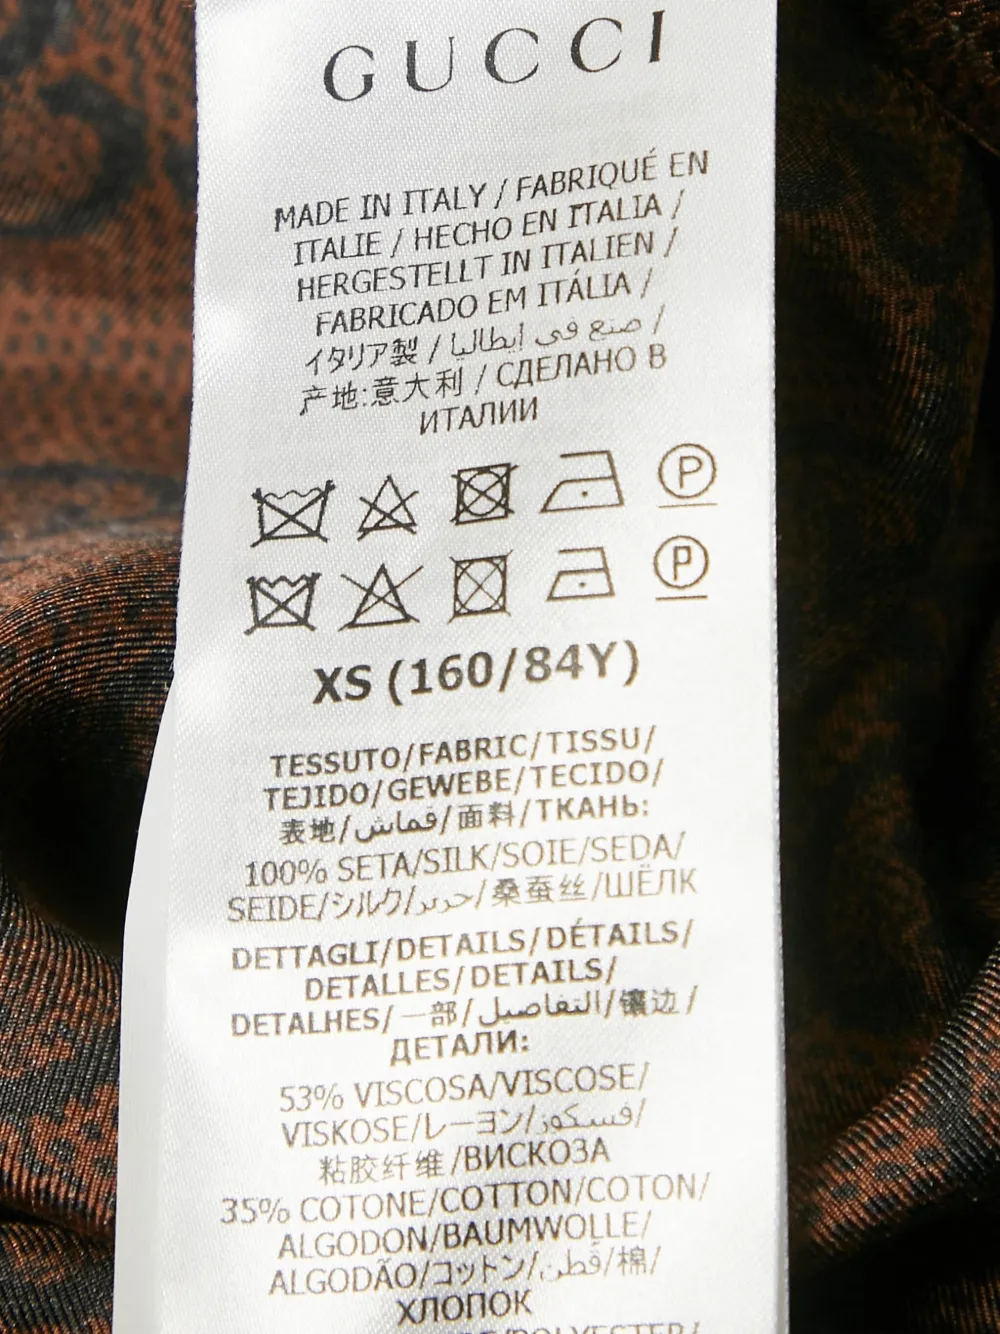 GUCCI
MADE IN ITALY / FABRIQUÉ EN
ITALIE / HECHO EN ITALIA /
HERGESTELLT IN ITALIEN /
FABRICADO EM ITÁLIA /
イタリア製 / صنع في إيطاليا /
产地:意大利 / СДЕЛАНО В
ИТАЛИИ
P
P
XS (160/84Y)
TESSUTO/FABRIC/TISSU/
TEJIDO/GEWEBE/TECIDO/
表地/قماش/面料/ТКАНЬ:
100% SETA/SILK/SOIE/SEDA/
SEIDE/シルク/حرير/桑蚕丝/ШЁЛК
DETTAGLI/DETAILS/DÉTAILS/
DETALLES/DETAILS/
DETALHES/一部/التفاصيل/镶边/
ДЕТАЛИ:
53% VISCOSA/VISCOSE/
VISKOSE/レーヨン/فسكوز/
粘胶纤维/ВИСКОЗА
35% COTONE/COTTON/COTON/
ALGODON/BAUMWOLLE/
ALGODÃO/コットン/قطن/棉/
ХЛОПОК
POLYESTER/